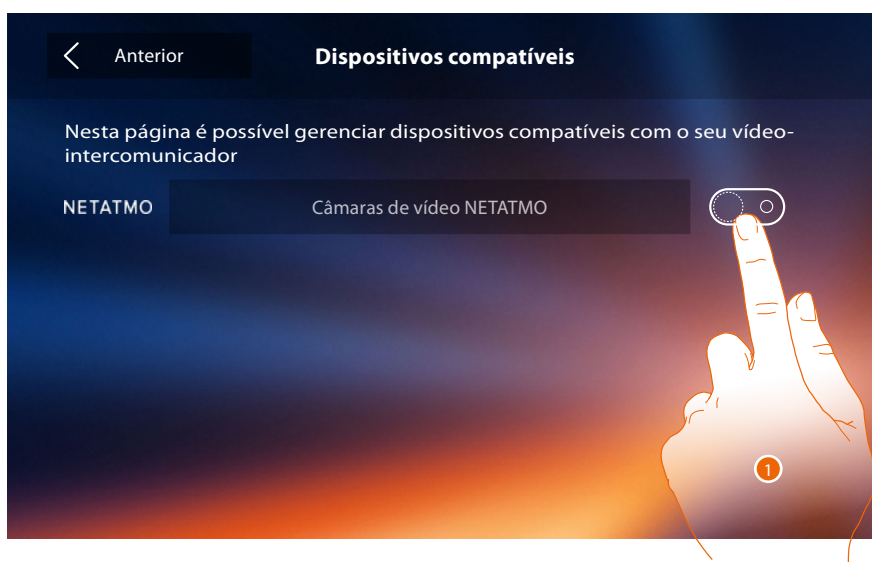 Anterior
Dispositivos compatíveis
Nesta página é possível gerenciar dispositivos compatíveis com o seu vídeo-
intercomunicador
NETATMO
Câmaras de vídeo NETATMO
1